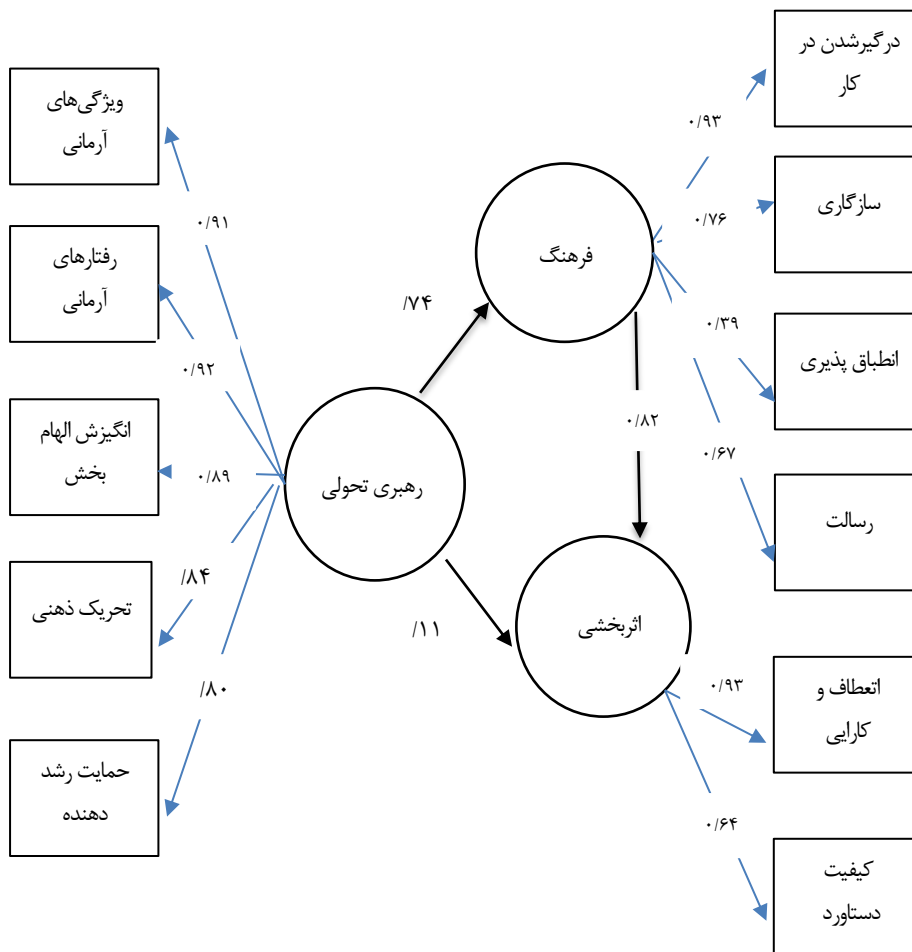 درگیرشدن در
کار
ویژگی‌های
آرمانی
۰/۹۳
سازگاری
۰/۹۱
۰/۷۶
فرهنگ
رفتارهای
آرمانی
/۷۴
۰/۳۹
انطباق پذیری
۰/۹۲
انگیزش الهام
بخش
۰/۸۲
۰/۶۷
۰/۸۹
رهبری تحولی
رسالت
/۸۴
تحریک ذهنی
/۱۱
اثربخشی
/۸۰
۰/۹۳
اتعطاف و
کارایی
حمایت رشد
دهنده
۰/۶۴
کیفیت
دستاورد